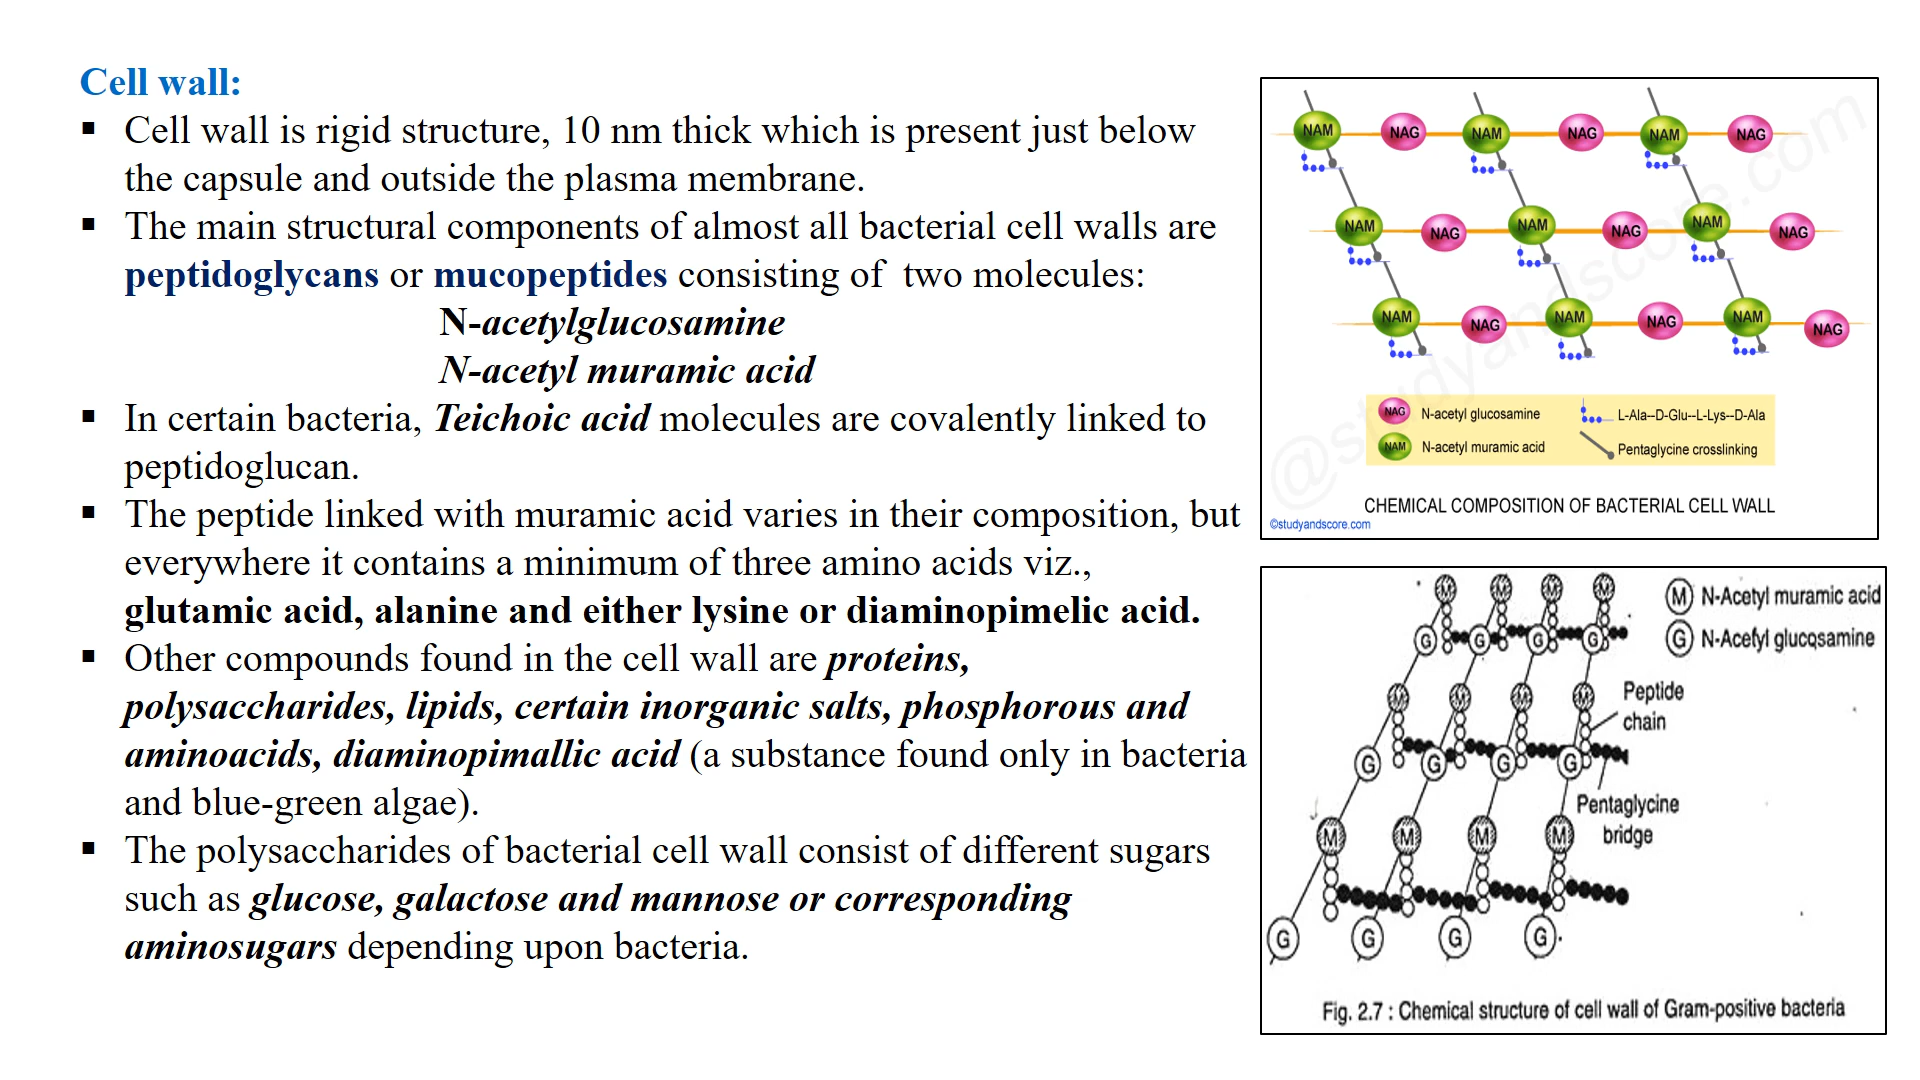 Cell wall:
▪ Cell wall is rigid structure, 10 nm thick which is present just below
the capsule and outside the plasma membrane.
▪ The main structural components of almost all bacterial cell walls are
peptidoglycans or mucopeptides consisting of two molecules:
N-acetylglucosamine
N-acetyl muramic acid
▪ In certain bacteria, Teichoic acid molecules are covalently linked to
peptidoglucan.
▪ The peptide linked with muramic acid varies in their composition, but
everywhere it contains a minimum of three amino acids viz.,
glutamic acid, alanine and either lysine or diaminopimelic acid.
▪ Other compounds found in the cell wall are proteins,
polysaccharides, lipids, certain inorganic salts, phosphorous and
aminoacids, diaminopimallic acid (a substance found only in bacteria
and blue-green algae).
▪ The polysaccharides of bacterial cell wall consist of different sugars
such as glucose, galactose and mannose or corresponding
aminosugars depending upon bacteria.
NAM NAG NAM NAG NAM NAG
NAM NAG NAM NAG NAM NAG
NAM NAG NAM NAG NAM NAG
NAG N-acetyl glucosamine L-Ala--D-Glu--L-Lys--D-Ala
NAM N-acetyl muramic acid Pentaglycine crosslinking
CHEMICAL COMPOSITION OF BACTERIAL CELL WALL
©studyandscore.com
@studyandscore.com
M M M M M N-Acetyl muramic acid
G G G G G N-Acetyl glucosamine
M M M M Peptide
chain
G G G G
Pentaglycine
bridge
M M M M
G G G G
Fig. 2.7 : Chemical structure of cell wall of Gram-positive bacteria